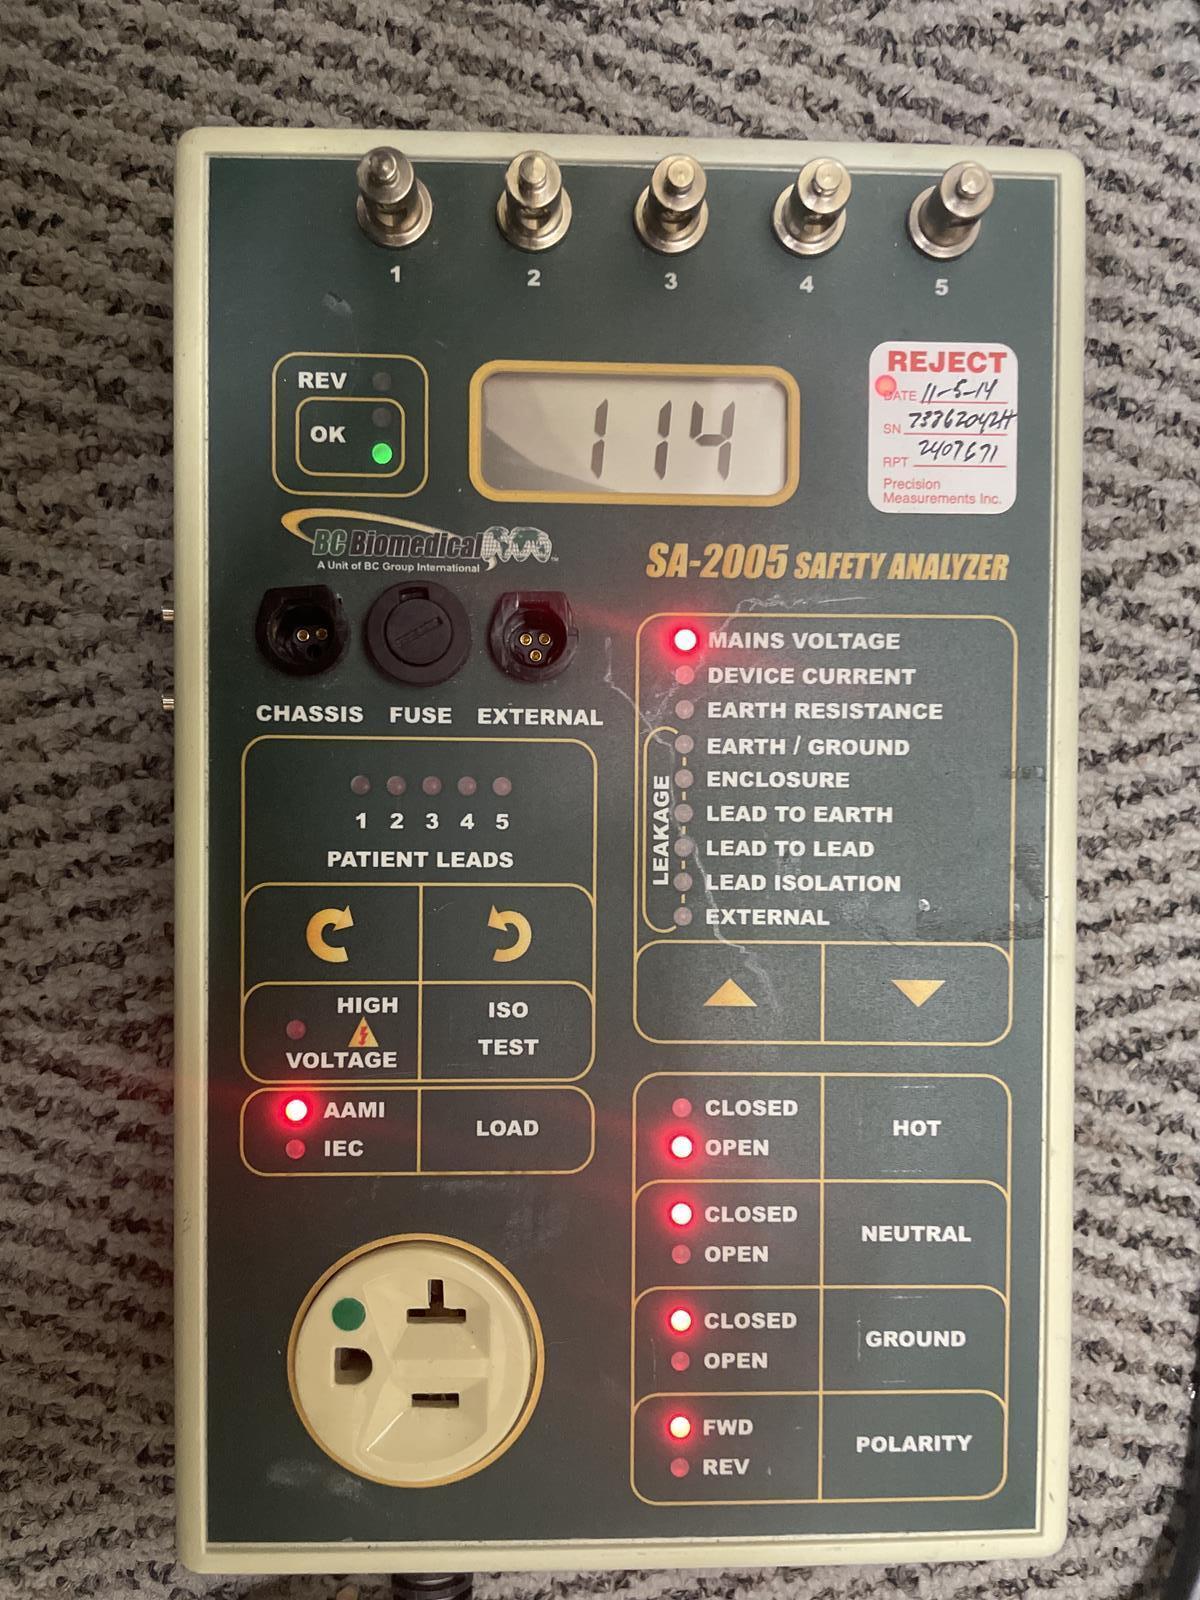 1 2 3 4 5
REV
OK
114
REJECT
DATE 11-5-14
SN 73362042H
RPT 2407671
Precision
Measurements Inc.
BC Biomedical
A Unit of BC Group International
TM
SA-2005 SAFETY ANALYZER
CHASSIS FUSE EXTERNAL
1 2 3 4 5
PATIENT LEADS
HIGH
VOLTAGE
ISO
TEST
AAMI
IEC
LOAD
MAINS VOLTAGE
DEVICE CURRENT
EARTH RESISTANCE
LEAKAGE
EARTH / GROUND
ENCLOSURE
LEAD TO EARTH
LEAD TO LEAD
LEAD ISOLATION
EXTERNAL
CLOSED
OPEN
HOT
CLOSED
OPEN
NEUTRAL
CLOSED
OPEN
GROUND
FWD
REV
POLARITY